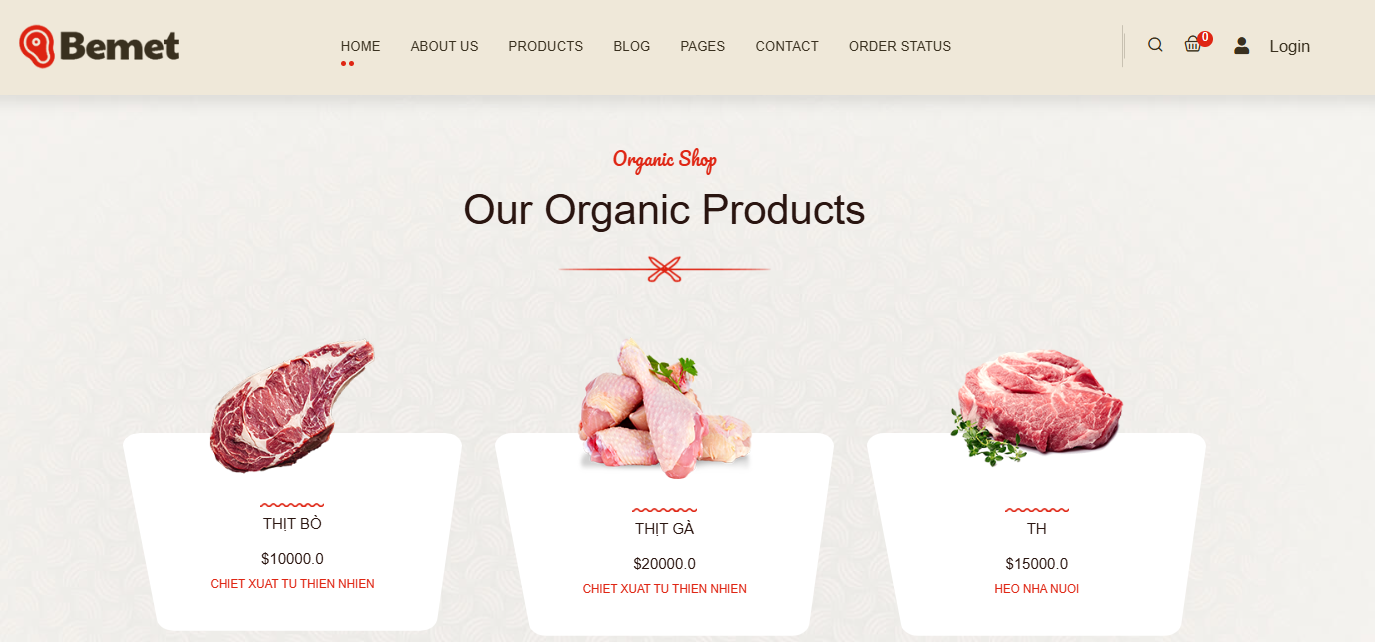 Bemet
HOME ABOUT US PRODUCTS BLOG PAGES CONTACT ORDER STATUS
0
Login
Organic Shop
Our Organic Products
THỊT BÒ
$10000.0
CHIET XUAT TU THIEN NHIEN
THỊT GÀ
$20000.0
CHIET XUAT TU THIEN NHIEN
TH
$15000.0
HEO NHA NUOI